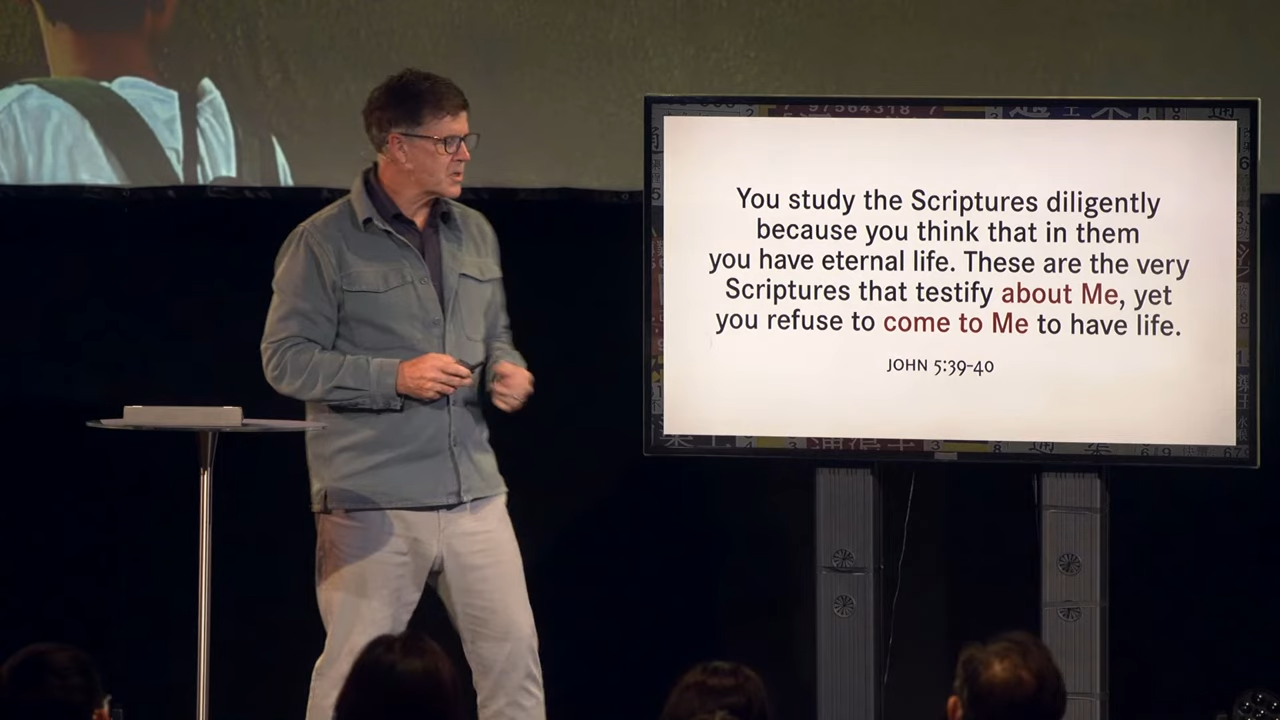 97564318 7
You study the Scriptures diligently
because you think that in them
you have eternal life. These are the very
Scriptures that testify about Me, yet
you refuse to come to Me to have life.
JOHN 5:39-40